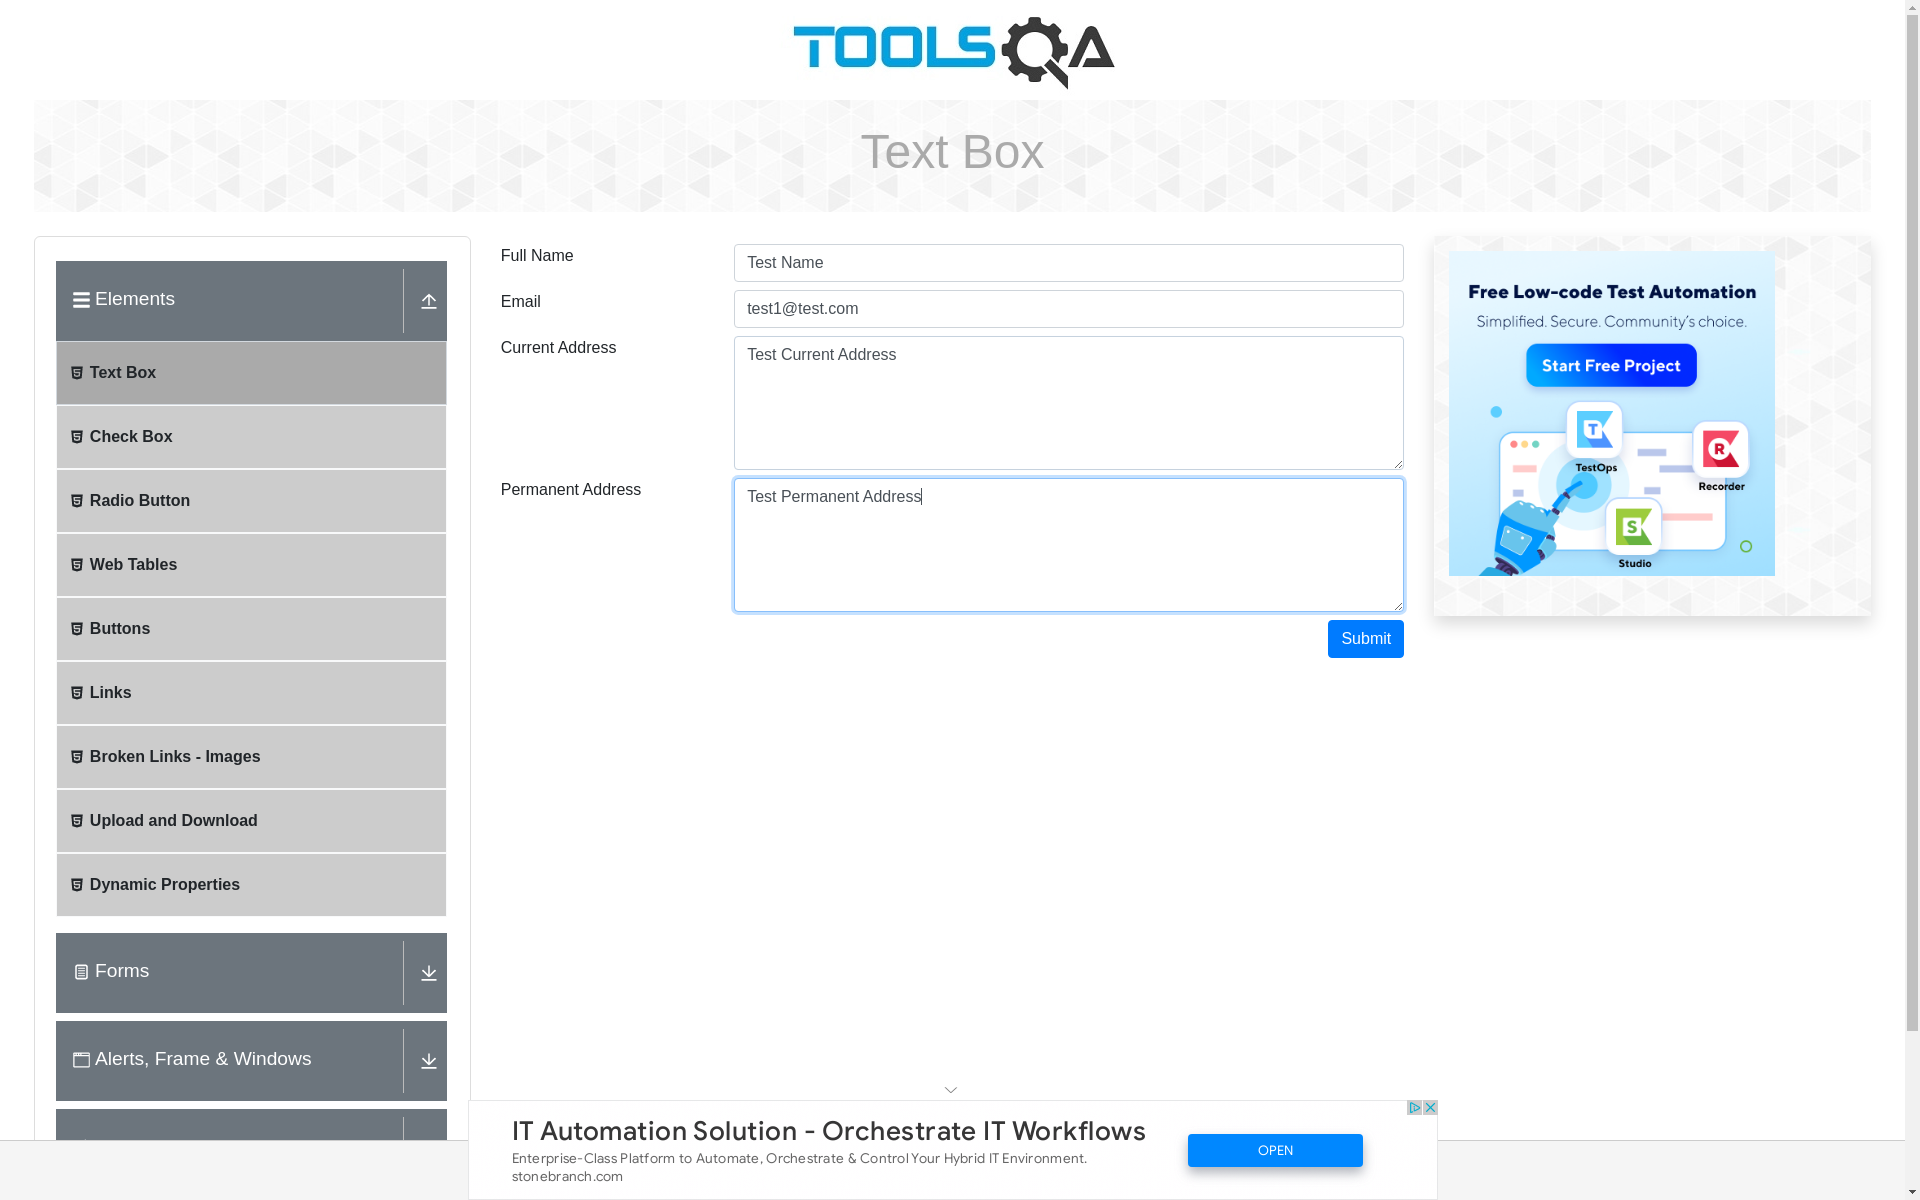 TOOLSQA
Text Box
Elements
Text Box
Check Box
Radio Button
Web Tables
Buttons
Links
Broken Links - Images
Upload and Download
Dynamic Properties
Forms
Alerts, Frame & Windows
Full Name
Test Name
Email
test1@test.com
Current Address
Test Current Address
Permanent Address
Test Permanent Address
Submit
Free Low-code Test Automation
Simplified. Secure. Community's choice.
Start Free Project
T
TestOps
R
Recorder
S
Studio
IT Automation Solution - Orchestrate IT Workflows
Enterprise-Class Platform to Automate, Orchestrate & Control Your Hybrid IT Environment.
stonebranch.com
OPEN